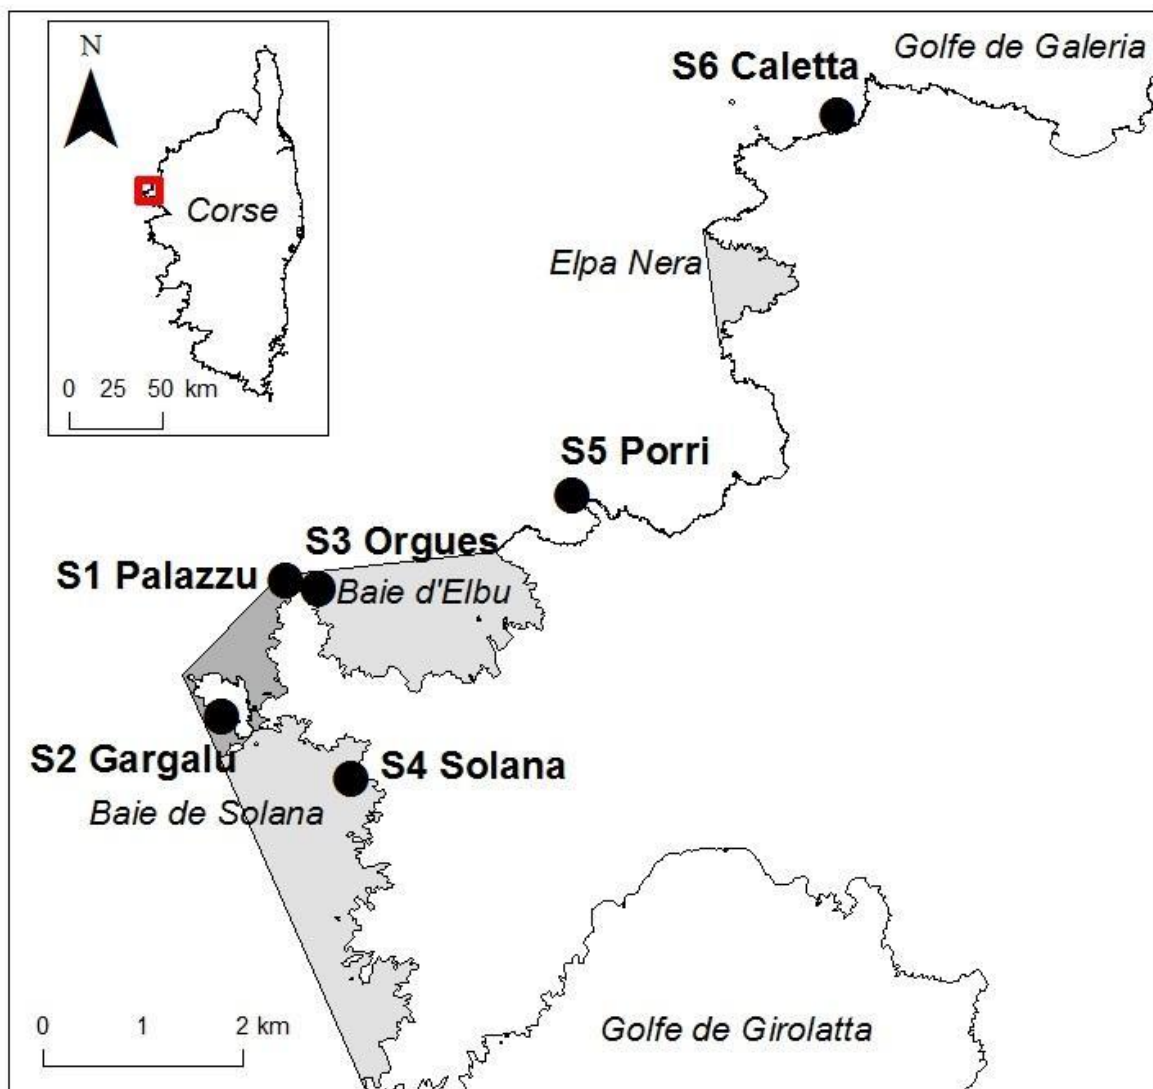 N
Corse
0 25 50 km
Golfe de Galeria
S6 Caletta
Elpa Nera
S5 Porri
S3 Orgues
S1 Palazzu
Baie d'Elbu
S2 Gargalu
S4 Solana
Baie de Solana
0 1 2 km
Golfe de Girolatta